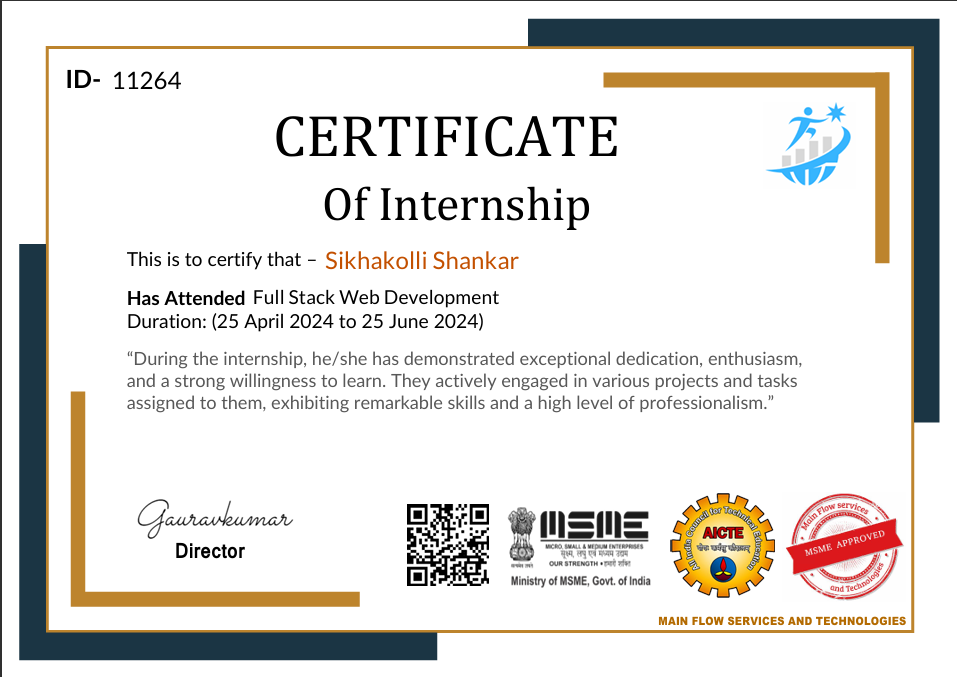 ID- 11264
CERTIFICATE
Of Internship
This is to certify that – Sikhakolli Shankar
Has Attended Full Stack Web Development
Duration: (25 April 2024 to 25 June 2024)
“During the internship, he/she has demonstrated exceptional dedication, enthusiasm,
and a strong willingness to learn. They actively engaged in various projects and tasks
assigned to them, exhibiting remarkable skills and a high level of professionalism.”
Gauravkumar
Director
MSME
MICRO, SMALL & MEDIUM ENTERPRISES
सूक्ष्म, लघु एवं मध्यम उद्यम
OUR STRENGTH • हमारी शक्ति
Ministry of MSME, Govt. of India
All India Council for Technical Education
AICTE
Main Flow services
MSME APPROVED
and Technologies
MAIN FLOW SERVICES AND TECHNOLOGIES